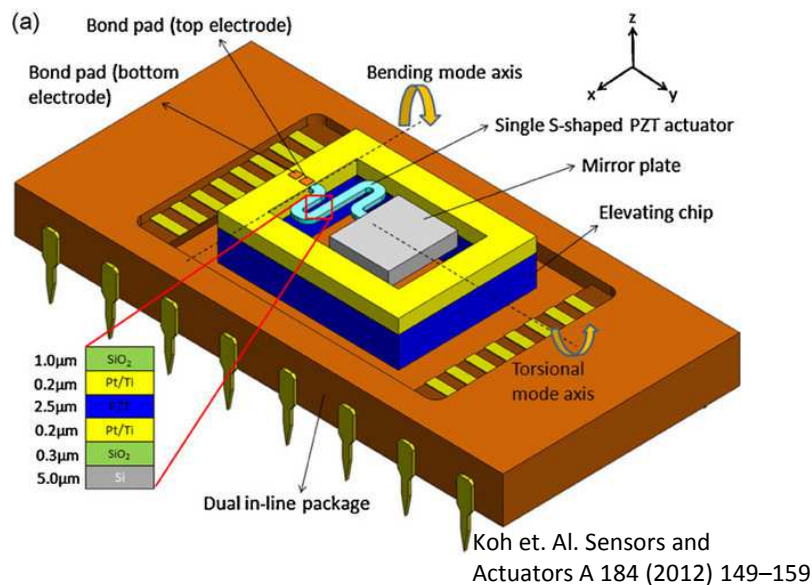 (a)
Bond pad (top electrode)
Bond pad (bottom
electrode)
Bending mode axis
z
x
y
Single S-shaped PZT actuator
Mirror plate
Elevating chip
1.0μm SiO₂
0.2μm Pt/Ti
2.5μm PZT
0.2μm Pt/Ti
0.3μm SiO₂
5.0μm Si
Torsional
mode axis
Dual in-line package
Koh et. Al. Sensors and
Actuators A 184 (2012) 149–159